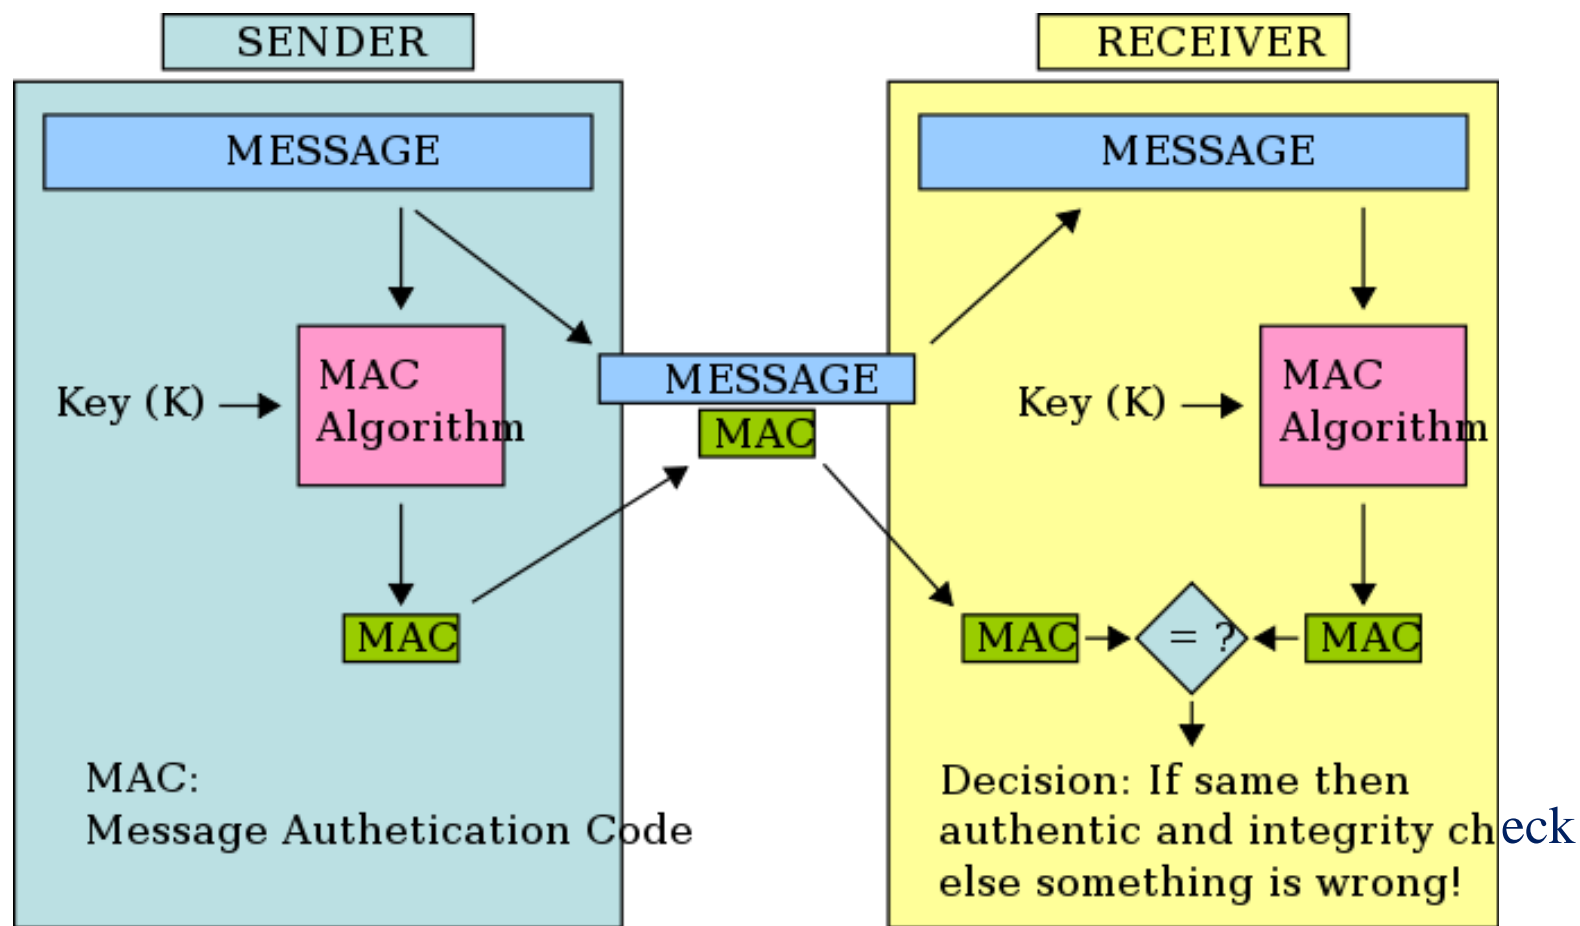 SENDER
RECEIVER
MESSAGE
MESSAGE
MAC
Algorithm
Key (K)
MESSAGE
MAC
Key (K)
MAC
Algorithm
MAC
MAC
= ?
MAC
MAC:
Message Authetication Code
Decision: If same then
authentic and integrity check
else something is wrong!